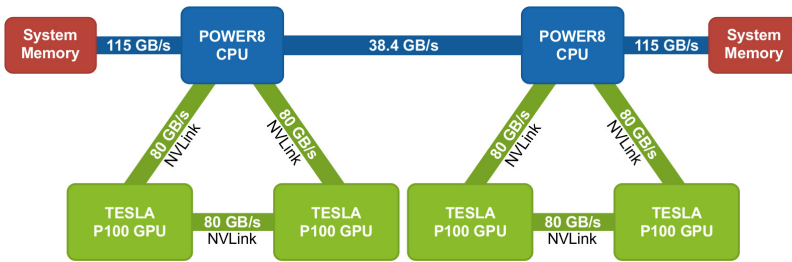 System
Memory
115 GB/s
POWER8
CPU
38.4 GB/s
POWER8
CPU
115 GB/s
System
Memory
80 GB/s
NVLink
80 GB/s
NVLink
80 GB/s
NVLink
80 GB/s
NVLink
TESLA
P100 GPU
80 GB/s
NVLink
TESLA
P100 GPU
TESLA
P100 GPU
80 GB/s
NVLink
TESLA
P100 GPU